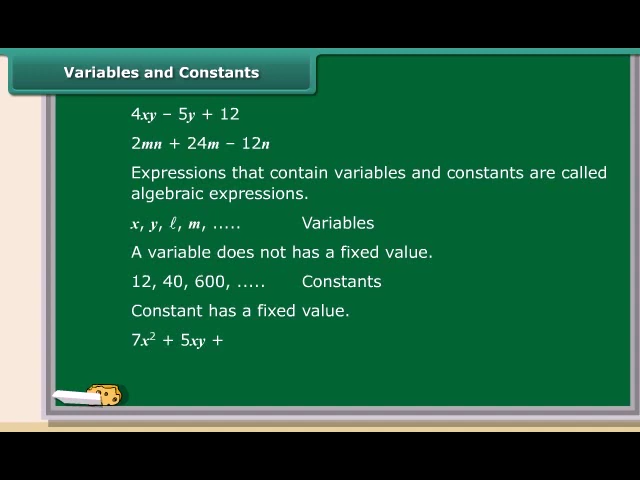 Variables and Constants
4xy – 5y + 12
2mn + 24m – 12n
Expressions that contain variables and constants are called
algebraic expressions.
x, y, ℓ, m, ..... Variables
A variable does not has a fixed value.
12, 40, 600, ..... Constants
Constant has a fixed value.
7x² + 5xy +